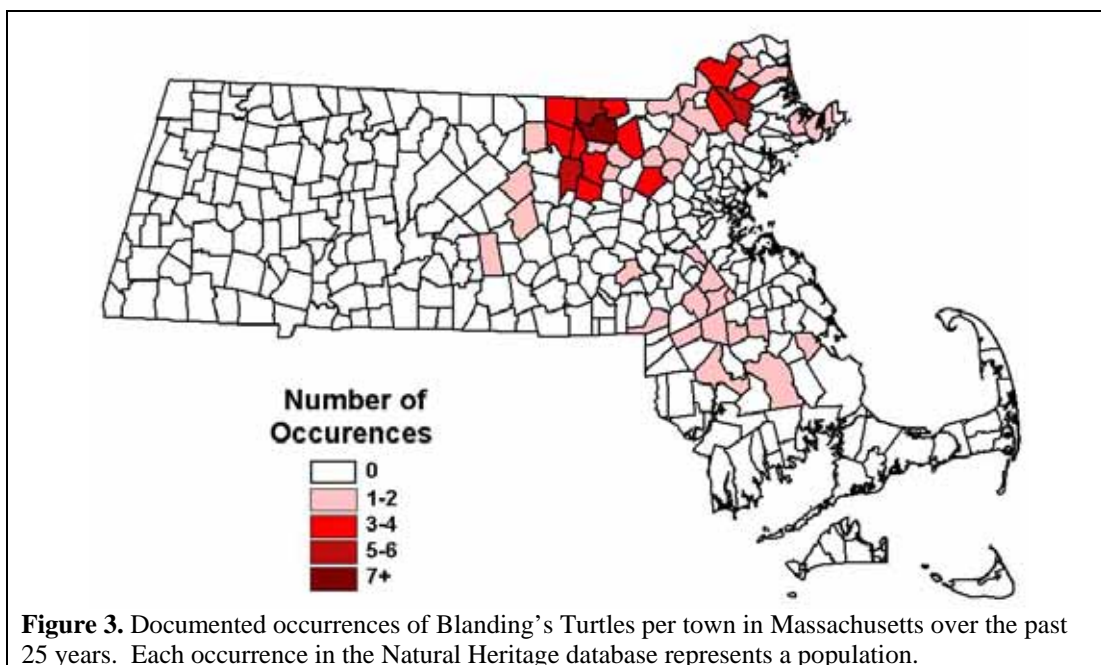 Number of
Occurences
0
1-2
3-4
5-6
7+
Figure 3. Documented occurrences of Blanding’s Turtles per town in Massachusetts over the past
25 years.  Each occurrence in the Natural Heritage database represents a population.